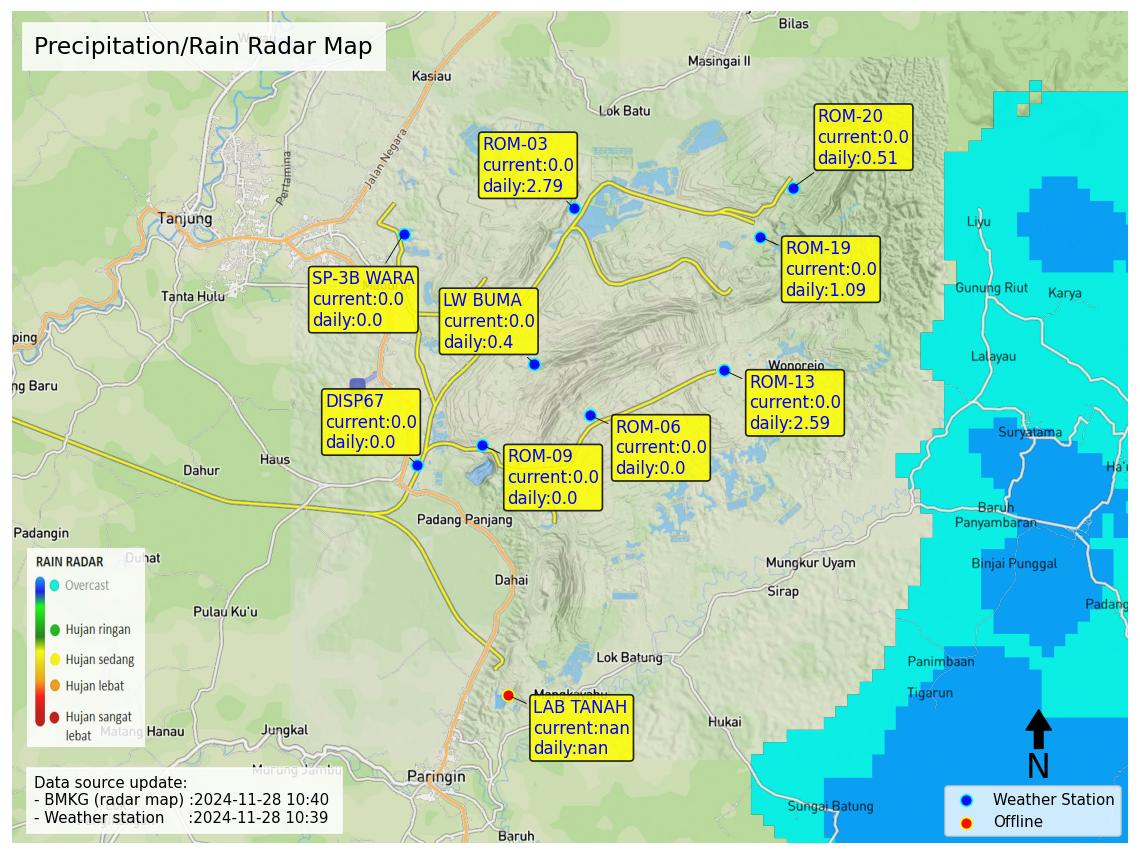 Precipitation/Rain Radar Map
Bilas
Masingai II
Kasiau
Lok Batu
Jalan Negara
Pertamina
ROM-20
current:0.0
daily:0.51
ROM-03
current:0.0
daily:2.79
Tanjung
Liyu
ROM-19
current:0.0
daily:1.09
SP-3B WARA
current:0.0
daily:0.0
LW BUMA
current:0.0
daily:0.4
Tanta Hulu
Gunung Riut
Karya
ping
Lalayau
Wonorejo
ng Baru
ROM-13
current:0.0
daily:2.59
DISP67
current:0.0
daily:0.0
ROM-06
current:0.0
daily:0.0
Suryatama
ROM-09
current:0.0
daily:0.0
Haus
Dahur
Ha'
Baruh
Panyambaran
Padang Panjang
Padangin
Duhat
Binjai Punggal
Mungkur Uyam
Dahai
Sirap
Padang
Pulau Ku'u
RAIN RADAR
Overcast
Hujan ringan
Hujan sedang
Hujan lebat
Hujan sangat
lebat
Lok Batung
Panimbaan
Tigarun
Mangkayahu
LAB TANAH
current:nan
daily:nan
Hukai
Matang Hanau
Jungkal
Murung Jambu
Paringin
Sungai Batung
Baruh
N
Data source update:
- BMKG (radar map) :2024-11-28 10:40
- Weather station :2024-11-28 10:39
Weather Station
Offline